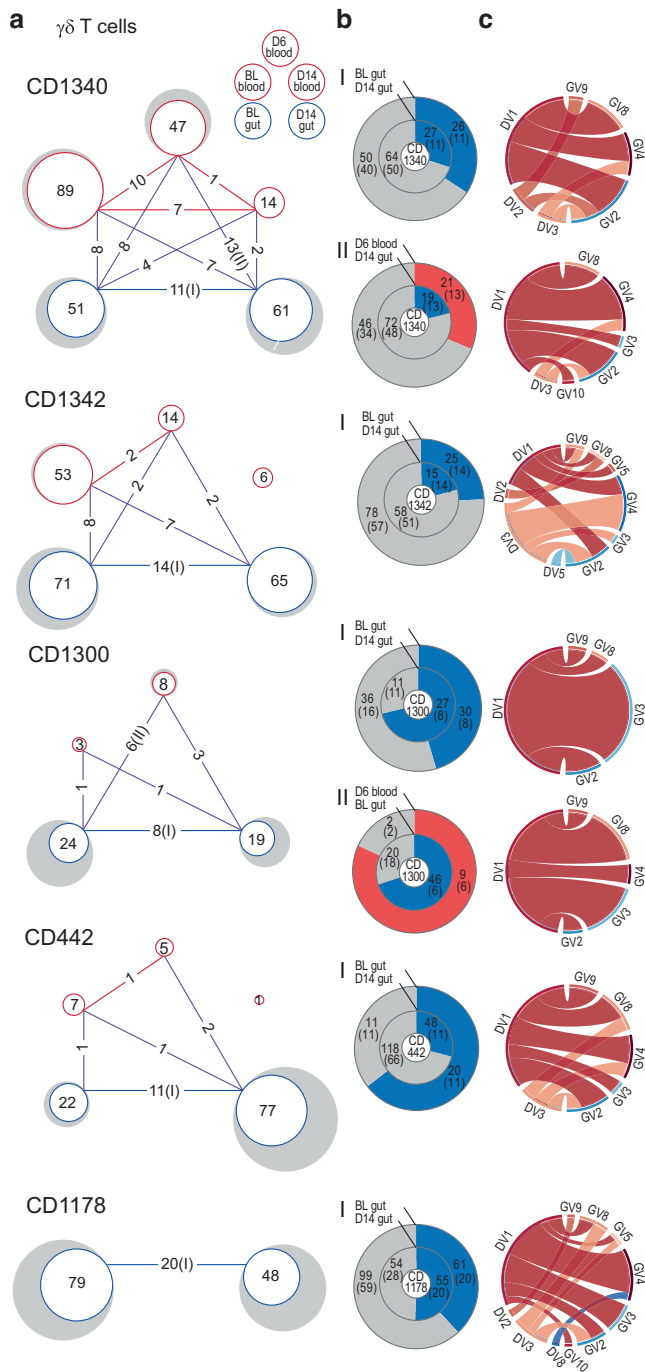 a
γδ T cells
b
c
D6 blood
BL blood
D14 blood
BL gut
D14 gut
CD1340
47
89
14
51
61
10
1
7
8
8
13(II)
4
7
2
11(I)
I
BL gut
D14 gut
27 (11)
26 (11)
50 (40)
64 (50)
CD 1340
GV9
GV8
GV4
GV2
DV3
DV2
DV1
II
D6 blood
D14 gut
21 (13)
19 (13)
46 (34)
72 (48)
CD 1340
GV8
GV4
GV3
GV2
GV10
DV3
DV1
CD1342
14
53
6
71
65
2
2
2
8
7
14(I)
I
BL gut
D14 gut
25 (14)
15 (14)
78 (57)
58 (51)
CD 1342
DV1
GV9
GV8
GV5
GV4
GV3
GV2
DV5
DV3
DV2
CD1300
8
3
24
19
6(II)
3
1
1
8(I)
I
BL gut
D14 gut
11 (11)
36 (16)
27 (8)
30 (8)
CD 1300
GV9
GV8
GV3
GV2
DV1
II
D6 blood
BL gut
2 (2)
20 (18)
46 (6)
9 (6)
CD 1300
GV9
GV8
GV4
GV3
GV2
DV1
CD442
5
7
1
22
77
1
2
1
1
11(I)
I
BL gut
D14 gut
11 (11)
48 (11)
118 (66)
20 (11)
CD 442
GV9
GV8
GV4
GV3
GV2
DV3
DV1
CD1178
79
48
20(I)
I
BL gut
D14 gut
54 (28)
61 (20)
99 (59)
55 (20)
CD 1178
GV9
GV8
GV5
GV4
GV3
GV2
GV10
DV8
DV3
DV2
DV1